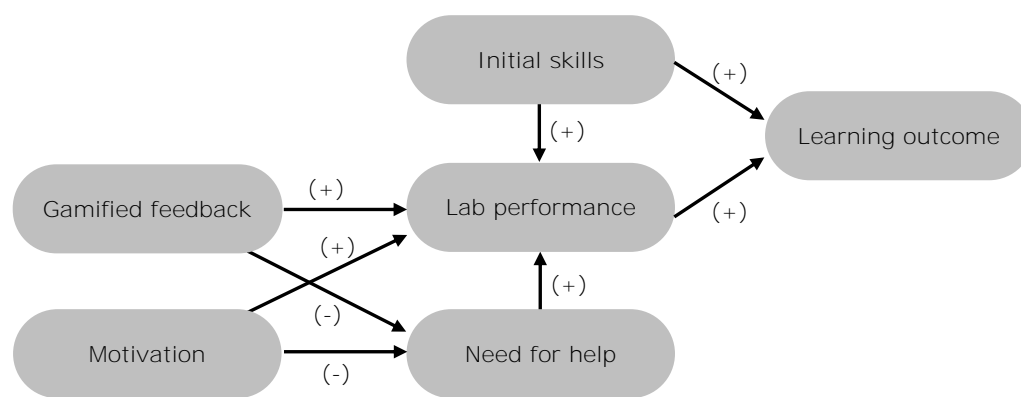 Initial skills
(+)
(+)
Learning outcome
Gamified feedback
(+)
Lab performance
(+)
(+)
(-)
(+)
Motivation
(-)
Need for help